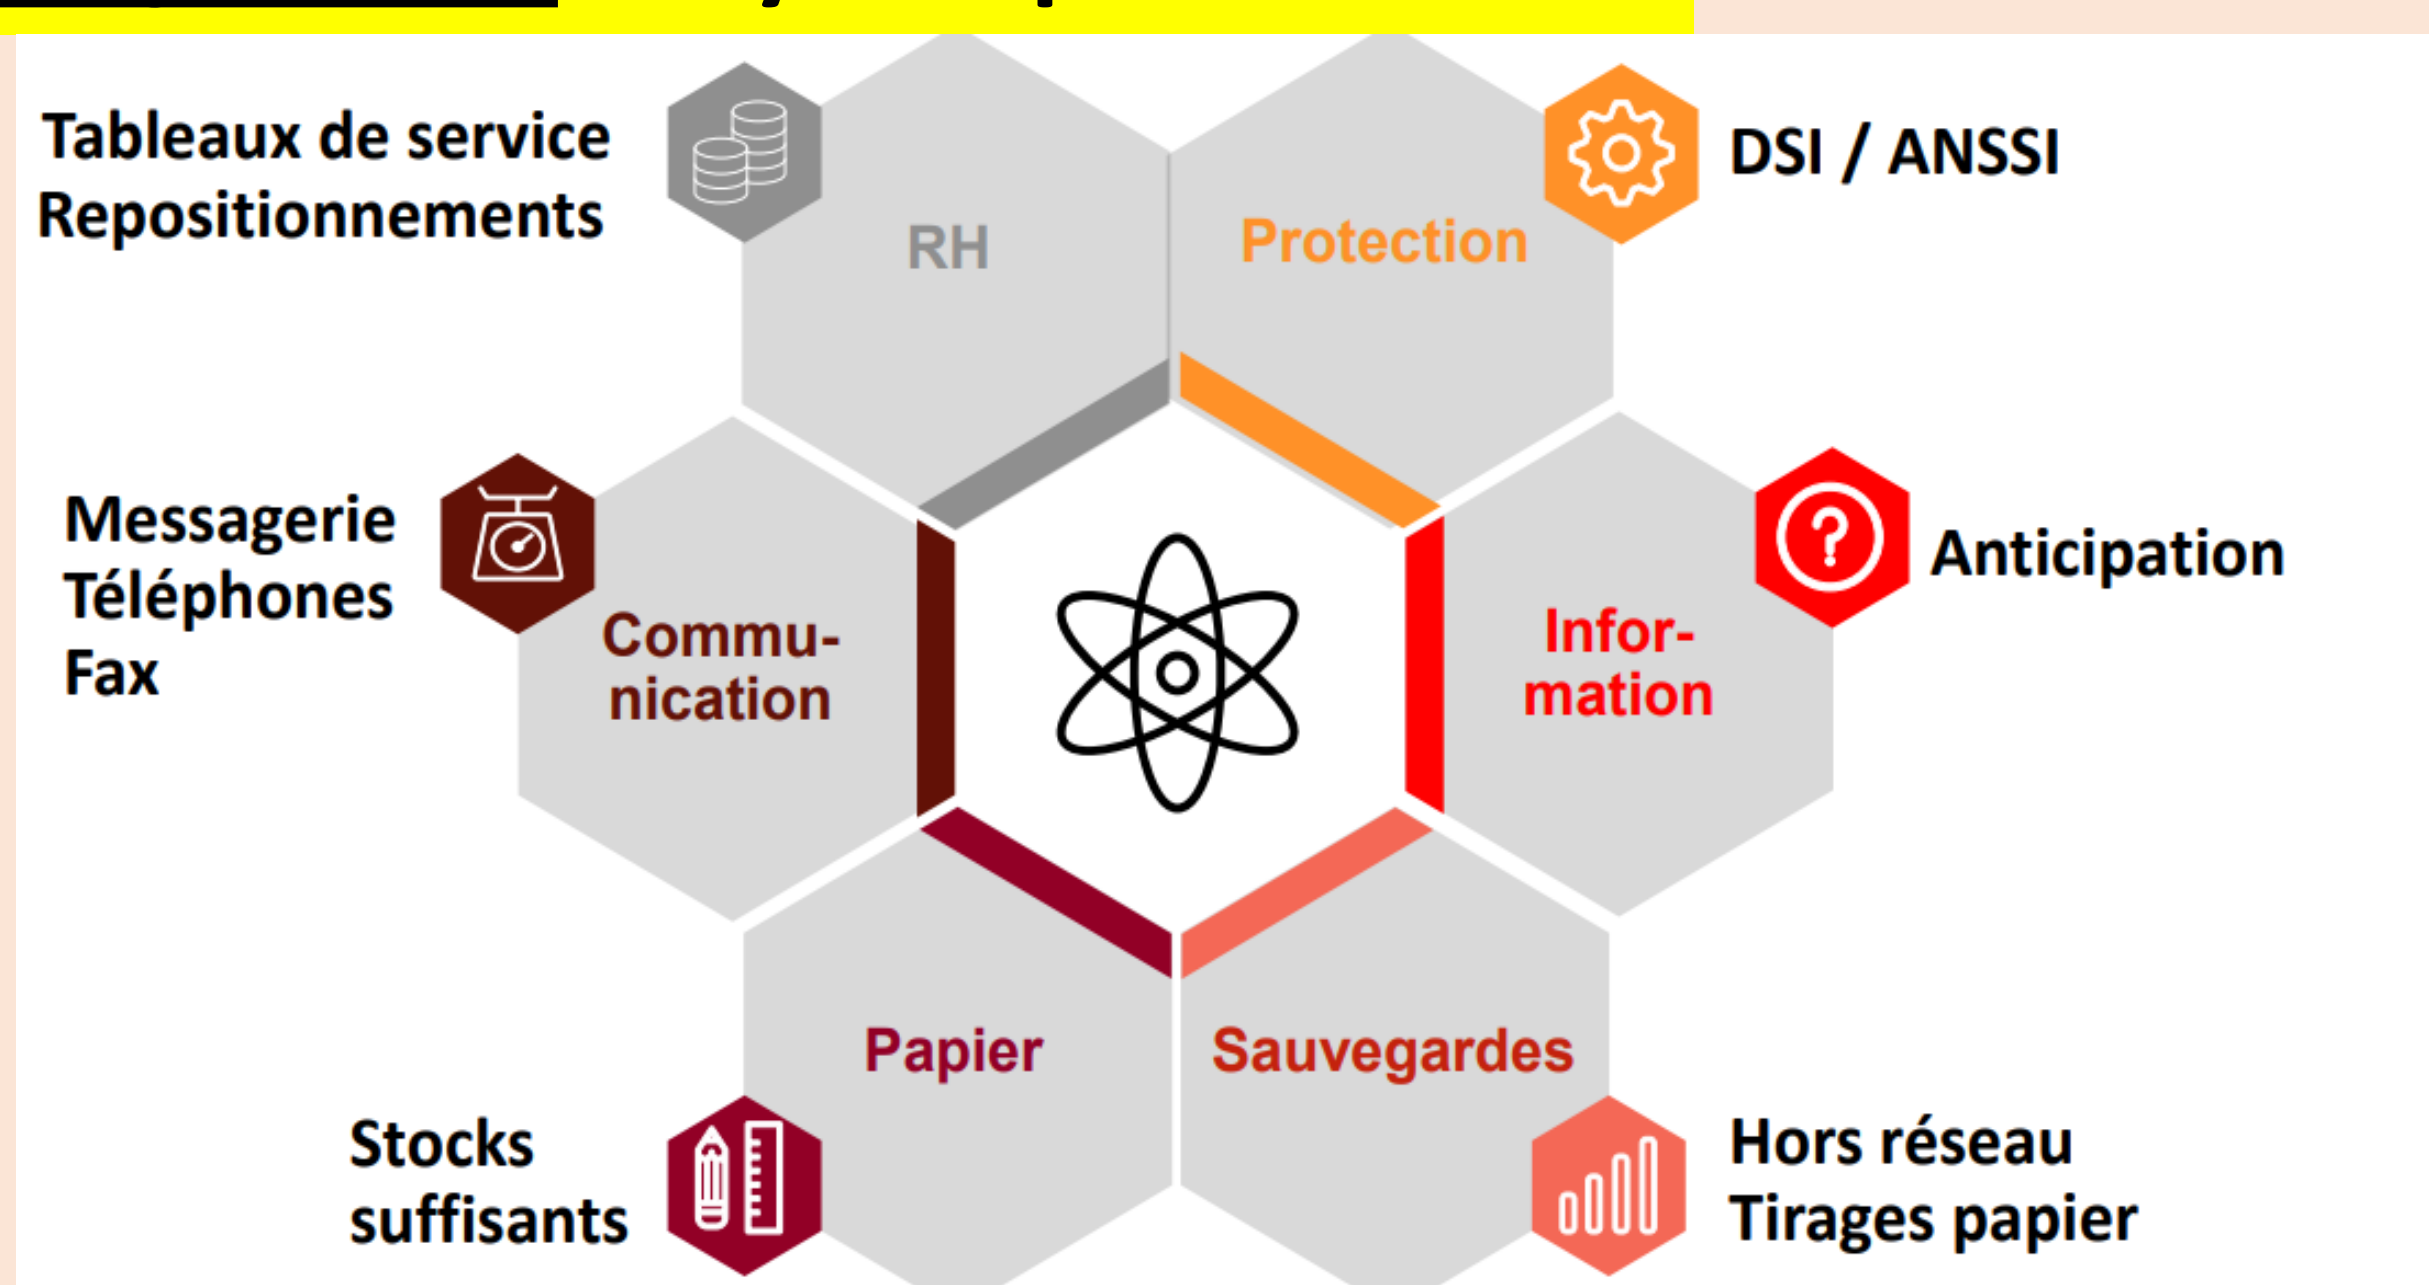 Tableaux de service
Repositionnements
RH
Protection
DSI / ANSSI
Messagerie
Téléphones
Fax
Commu-
nication
Infor-
mation
Anticipation
Papier
Sauvegardes
Stocks
suffisants
Hors réseau
Tirages papier